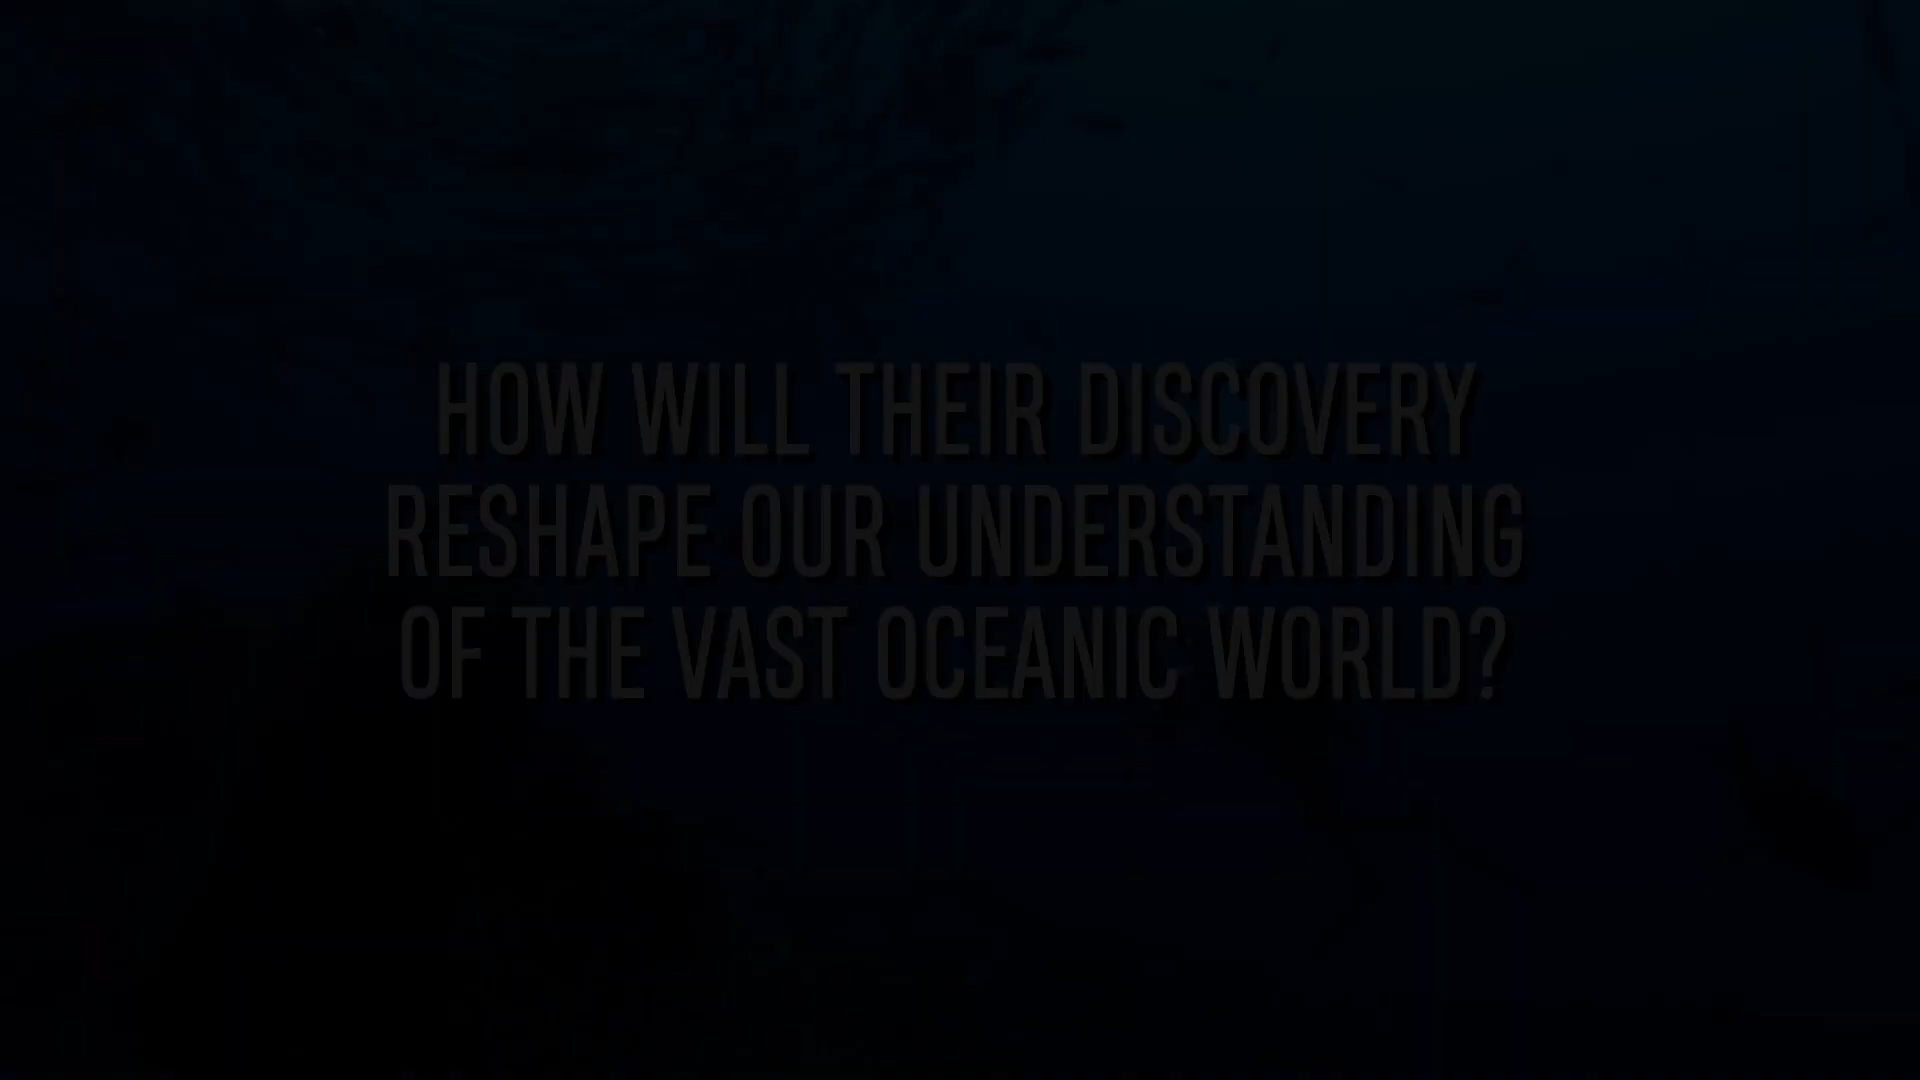 HOW WILL THEIR DISCOVERY
RESHAPE OUR UNDERSTANDING
OF THE VAST OCEANIC WORLD?